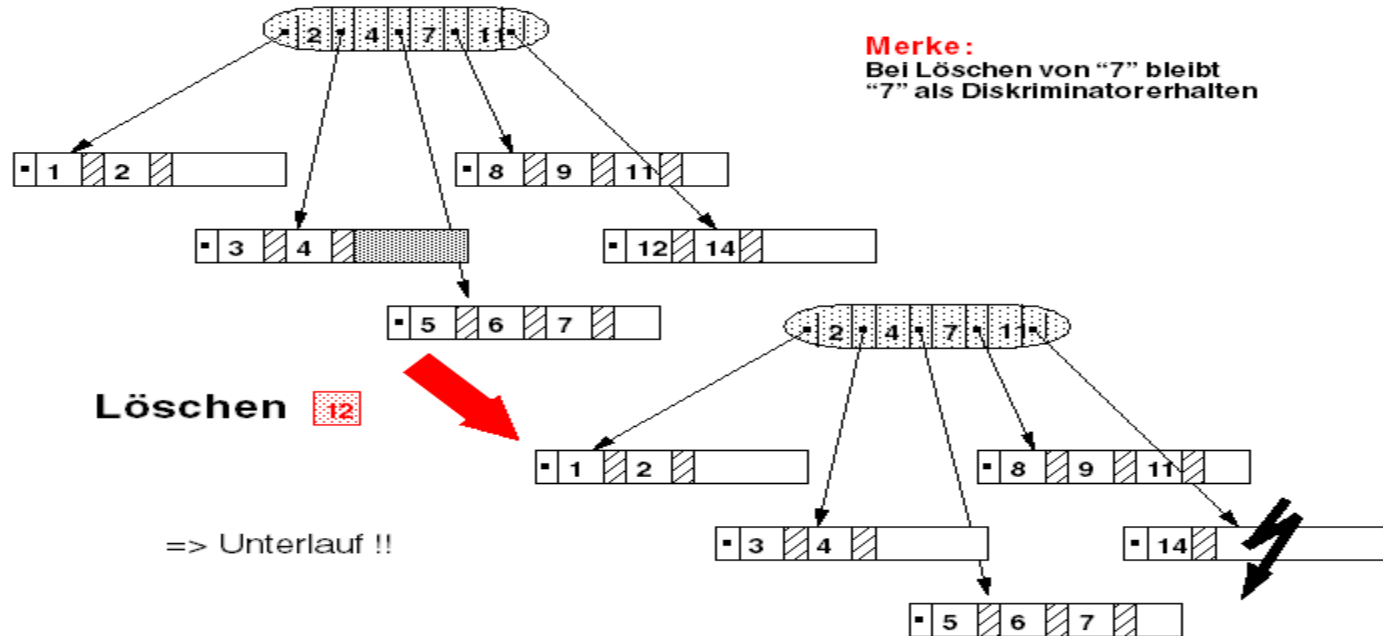 2 4 7 11
Merke:
Bei Löschen von “7” bleibt
“7” als Diskriminatorerhalten
1 2
8 9 11
3 4
12 14
5 6 7
2 4 7 11
Löschen 12
1 2
8 9 11
=> Unterlauf !!
3 4
14
5 6 7